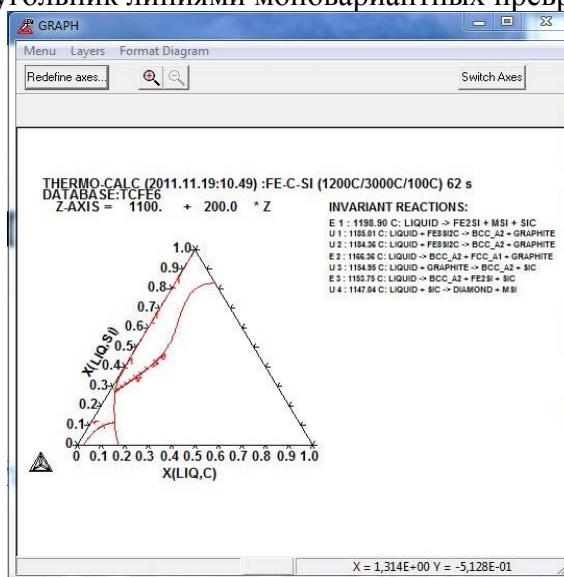 угольник линиями моновариантных превр
GRAPH
Menu Layers Format Diagram
Redefine axes... Switch Axes
THERMO-CALC (2011.11.19:10.49) :FE-C-SI (1200C/3000C/100C) 62 s
DATABASE:TCFE6
Z-AXIS = 1100. + 200.0 * Z
INVARIANT REACTIONS:
E 1 : 1198.90 C: LIQUID -> FE2SI + MSI + SIC
U 1 : 1185.01 C: LIQUID + FE8SI2C -> BCC_A2 + GRAPHITE
U 2 : 1184.36 C: LIQUID + FE8SI2C -> BCC_A2 + GRAPHITE
E 2 : 1166.36 C: LIQUID -> BCC_A2 + FCC_A1 + GRAPHITE
U 3 : 1154.95 C: LIQUID + GRAPHITE -> BCC_A2 + SIC
E 3 : 1153.75 C: LIQUID -> BCC_A2 + FE2SI + SIC
U 4 : 1147.04 C: LIQUID + SIC -> DIAMOND + MSI
1.0
0.9
0.8
0.7
0.6
0.5
0.4
0.3
0.2
0.1
0
X(LIQ,SI)
0 0.1 0.2 0.3 0.4 0.5 0.6 0.7 0.8 0.9 1.0
X(LIQ,C)
X = 1,314E+00 Y = -5,128E-01